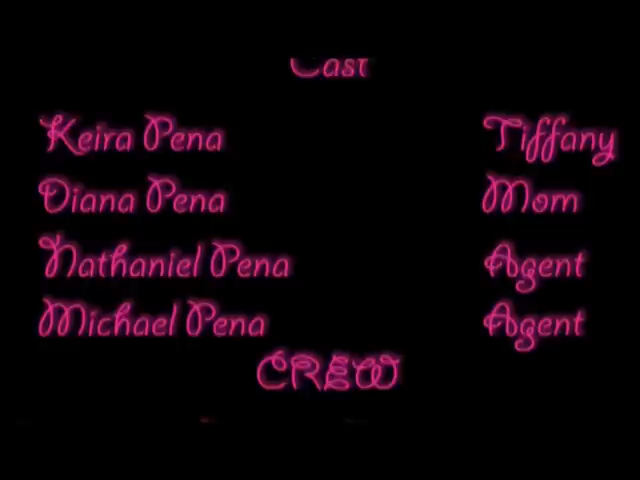 Cast
Keira Pena Tiffany
Diana Pena Mom
Nathaniel Pena Agent
Michael Pena Agent
CREW